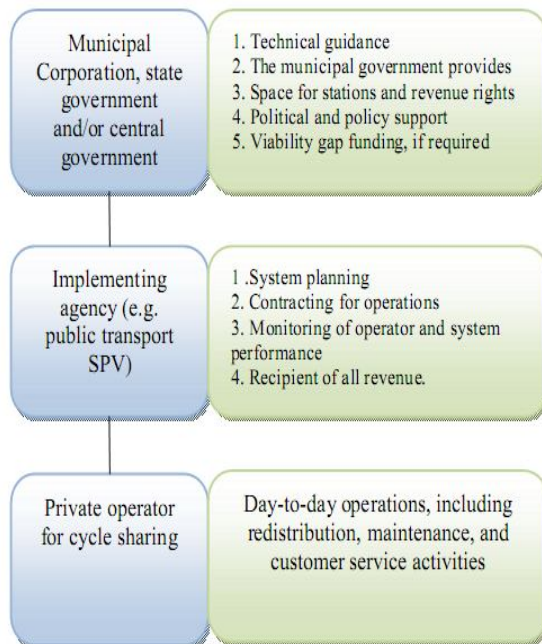 Municipal
Corporation, state
government
and/or central
government
1. Technical guidance
2. The municipal government provides
3. Space for stations and revenue rights
4. Political and policy support
5. Viability gap funding, if required
Implementing
agency (e.g.
public transport
SPV)
1 .System planning
2. Contracting for operations
3. Monitoring of operator and system
performance
4. Recipient of all revenue.
Private operator
for cycle sharing
Day-to-day operations, including
redistribution, maintenance, and
customer service activities